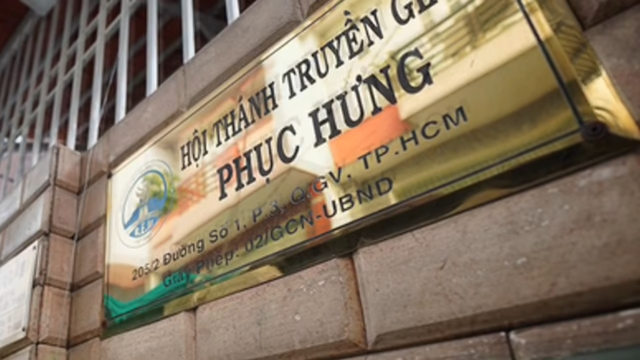 HỘI THÁNH TRUYỀN GI
PHỤC HƯNG
205/2 Đường Số 1, P.3, Q.GV. TP.HCM
Giấy Phép: 02/GCN-UBND